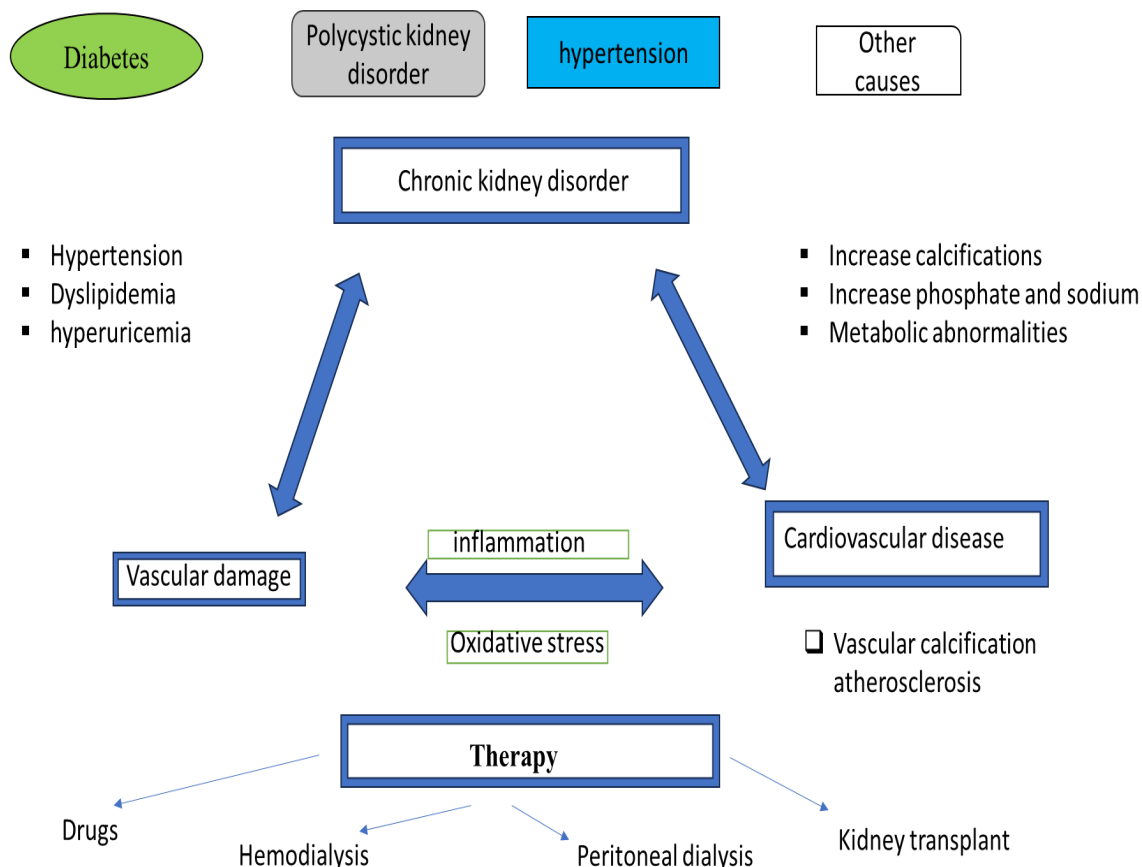 Diabetes
Polycystic kidney
disorder
hypertension
Other
causes
Chronic kidney disorder
▪ Hypertension
▪ Dyslipidemia
▪ hyperuricemia
▪ Increase calcifications
▪ Increase phosphate and sodium
▪ Metabolic abnormalities
inflammation
Vascular damage
Cardiovascular disease
Oxidative stress
❑ Vascular calcification
atherosclerosis
Therapy
Drugs
Hemodialysis
Peritoneal dialysis
Kidney transplant